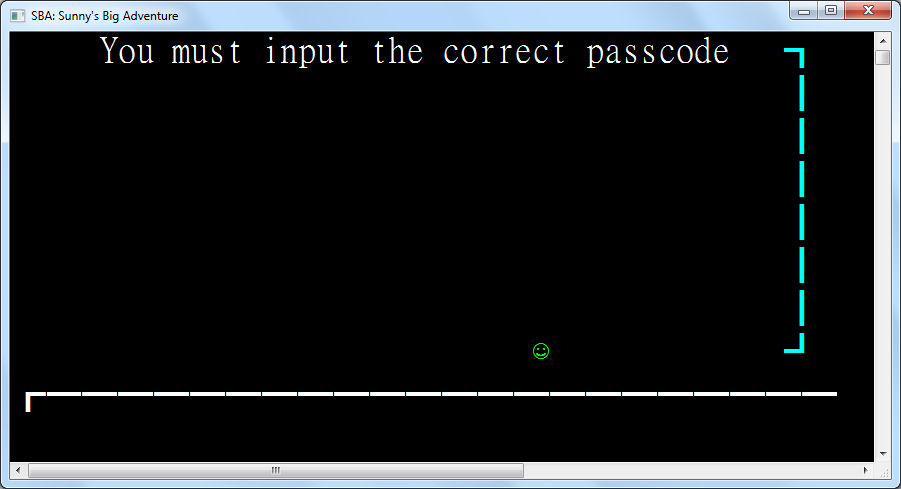 SBA: Sunny's Big Adventure
You must input the correct passcode